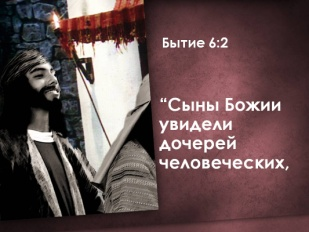 Бытие 6:2
“Сыны Божии
увидели
дочерей
человеческих,